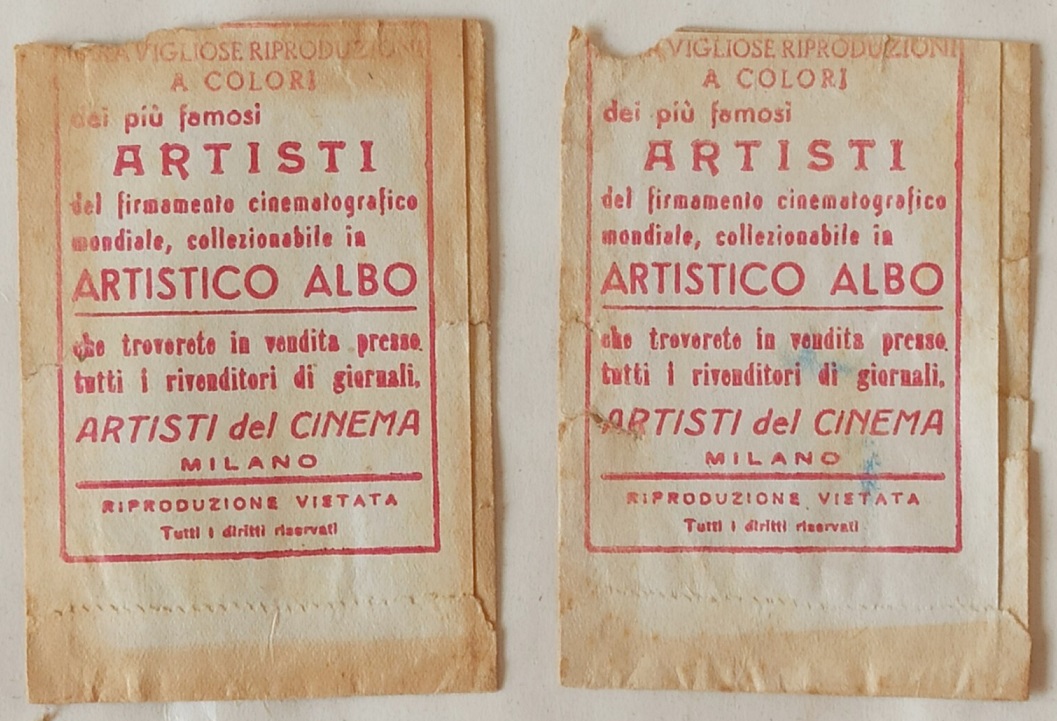 MERAVIGLIOSE RIPRODUZIONI
A COLORI
dei più famosi
ARTISTI
del firmamento cinematografico
mondiale, collezionabile in
ARTISTICO ALBO
che troverete in vendita presso
tutti i rivenditori di giornali.
ARTISTI del CINEMA
MILANO
RIPRODUZIONE VIETATA
Tutti i diritti riservati
RIPRODUZIONI
A COLORI
dei più famosi
ARTISTI
del firmamento cinematografico
mondiale, collezionabile in
ARTISTICO ALBO
che troverete in vendita presso
tutti i rivenditori di giornali.
ARTISTI del CINEMA
MILANO
RIPRODUZIONE VIETATA
Tutti i diritti riservati